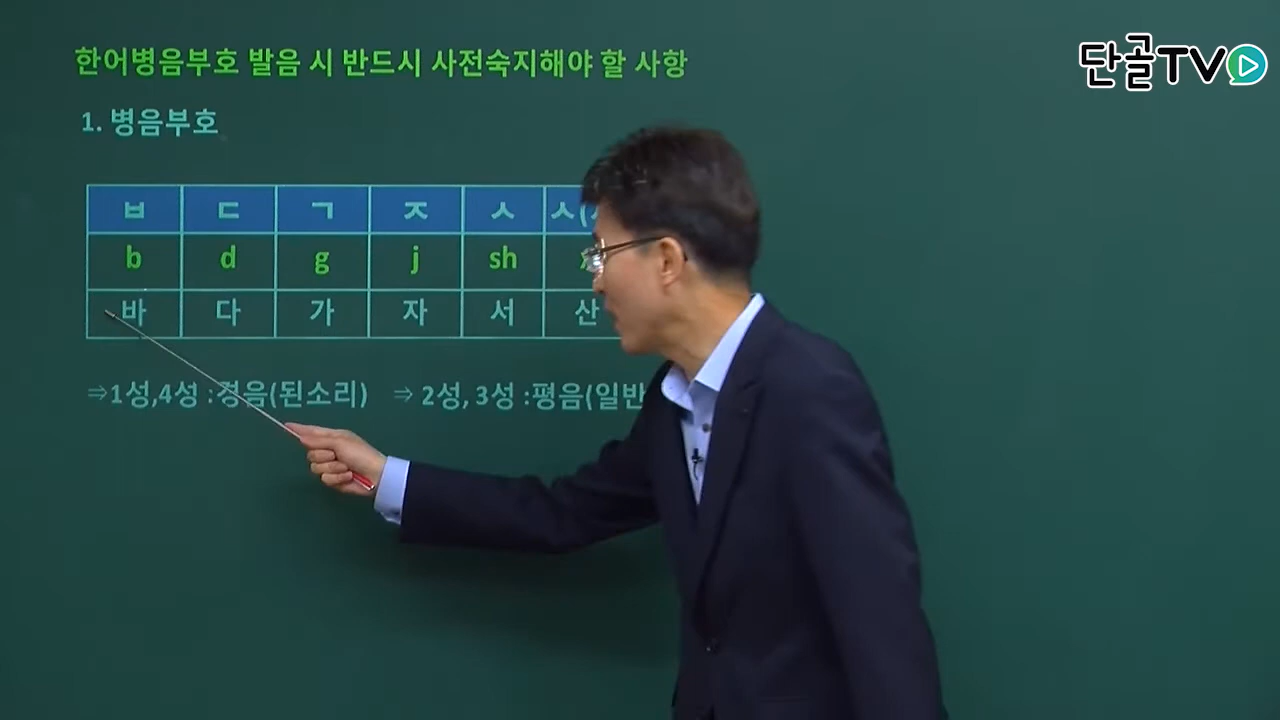 한어병음부호 발음 시 반드시 사전숙지해야 할 사항
단골TV
1. 병음부호
ㅂ ㄷ ㄱ ㅈ ㅅ ㅅ(
b d g j sh
바 다 가 자 서 산
⇒1성,4성 :경음(된소리) ⇒ 2성, 3성 :평음(일반